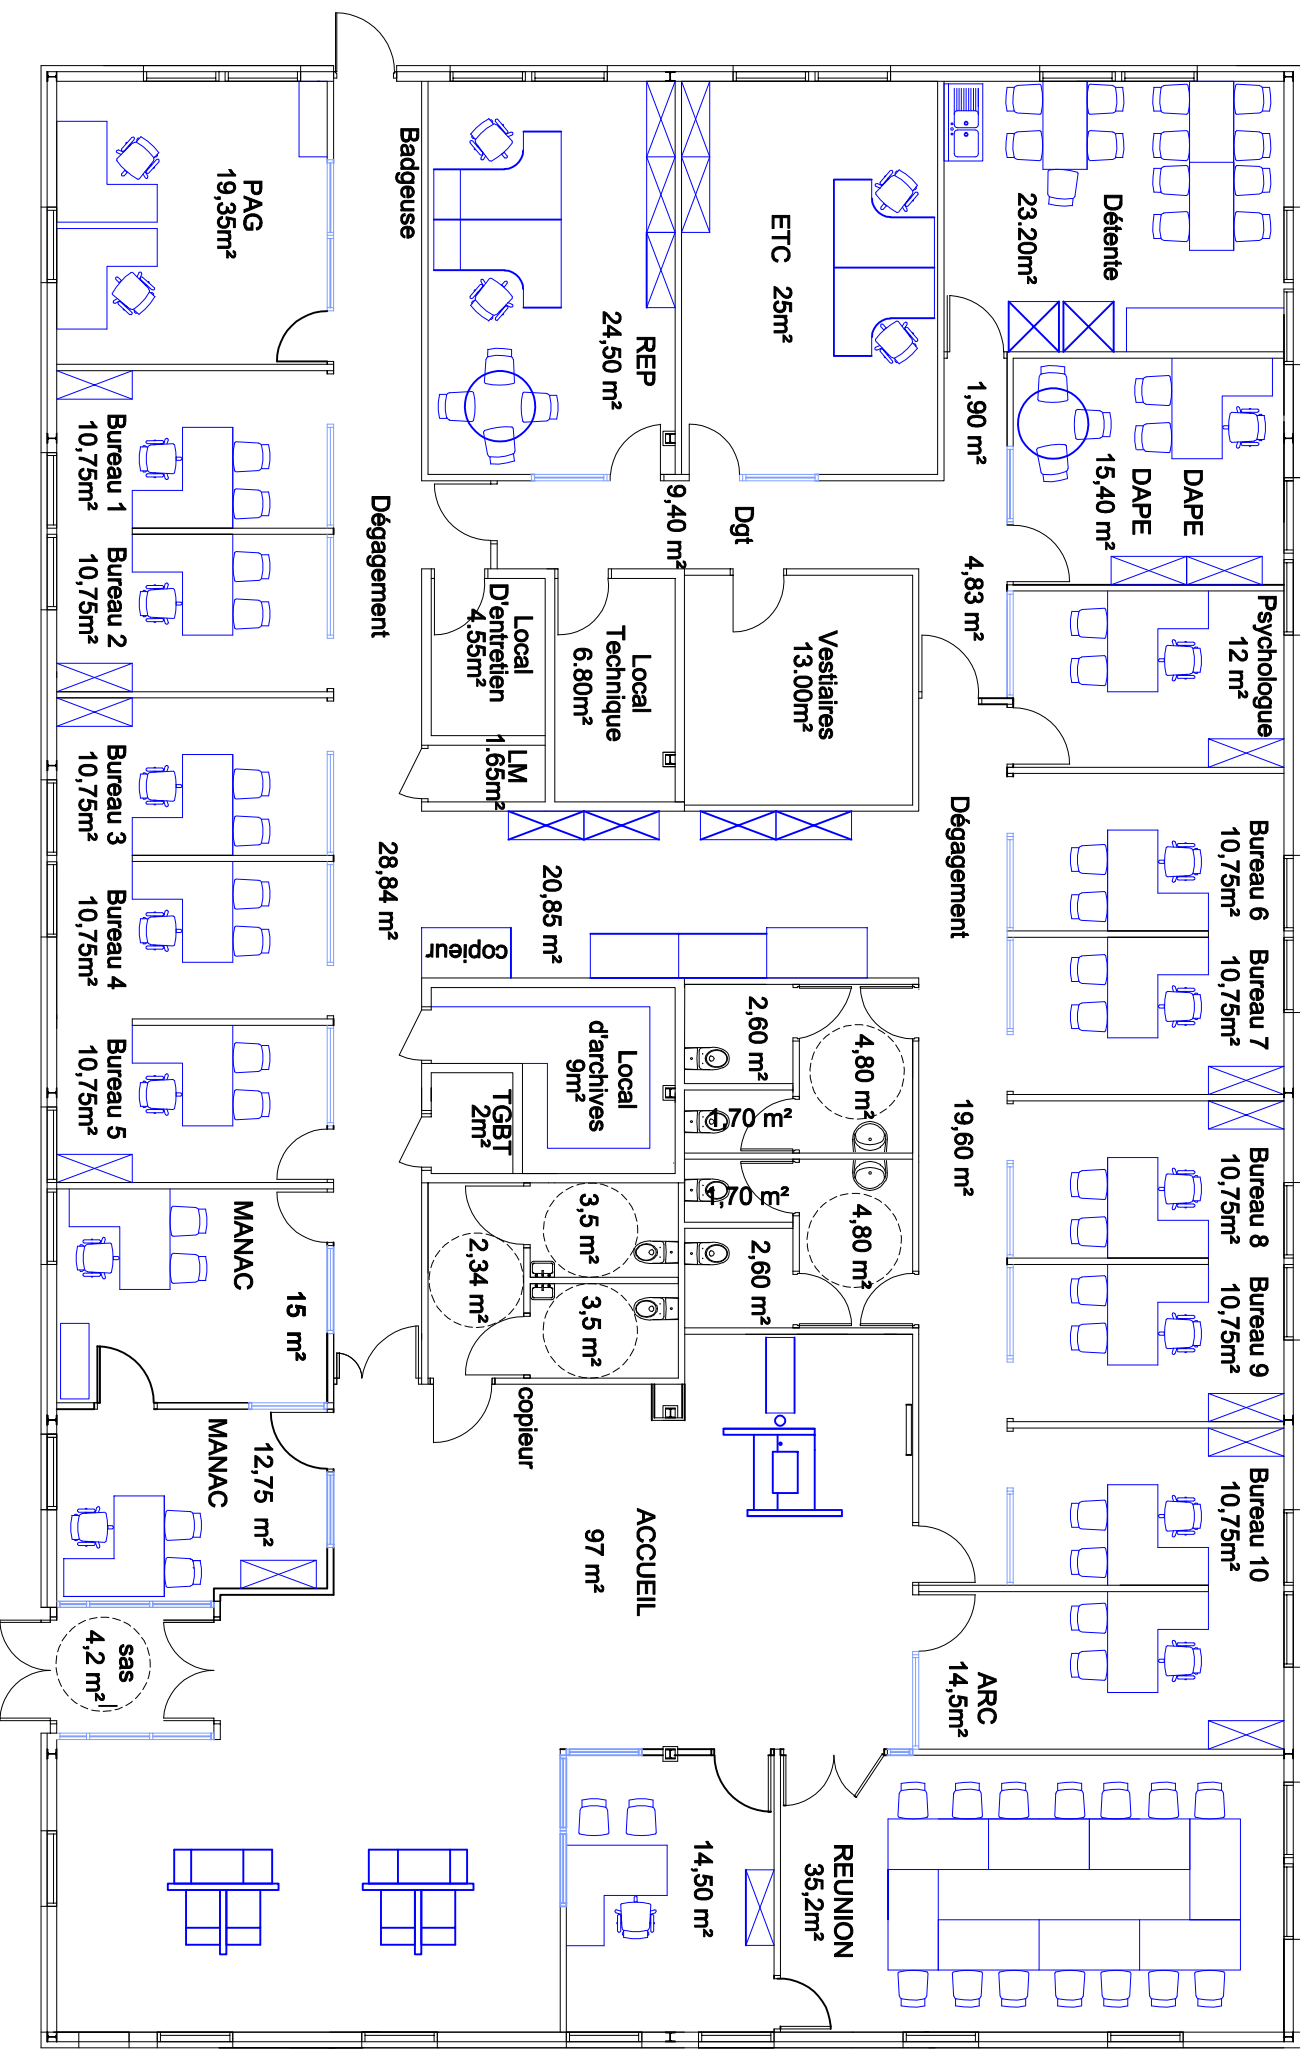 Détente
23.20m²
DAPE
DAPE
15,40 m²
Psychologue
12 m²
Bureau 6
10,75m²
Bureau 7
10,75m²
Bureau 8
10,75m²
Bureau 9
10,75m²
Bureau 10
10,75m²
ARC
14,5m²
REUNION
35,2m²
1,90 m²
4,83 m²
Dégagement
19,60 m²
ETC 25m²
Dgt
9,40 m²
Vestiaires
13.00m²
REP
24,50 m²
Local
Technique
6.80m²
Local
D'entretien
4.55m²
LM
1.65m²
20,85 m²
copieur
2,60 m²
4,80 m²
1,70 m²
1,70 m²
4,80 m²
2,60 m²
Local
d'archives
9m²
TGBT
2m²
3,5 m²
3,5 m²
2,34 m²
copieur
ACCUEIL
97 m²
14,50 m²
Badgeuse
Dégagement
28,84 m²
PAG
19,35m²
Bureau 1
10,75m²
Bureau 2
10,75m²
Bureau 3
10,75m²
Bureau 4
10,75m²
Bureau 5
10,75m²
MANAC
15 m²
MANAC
12,75 m²
sas
4,2 m²